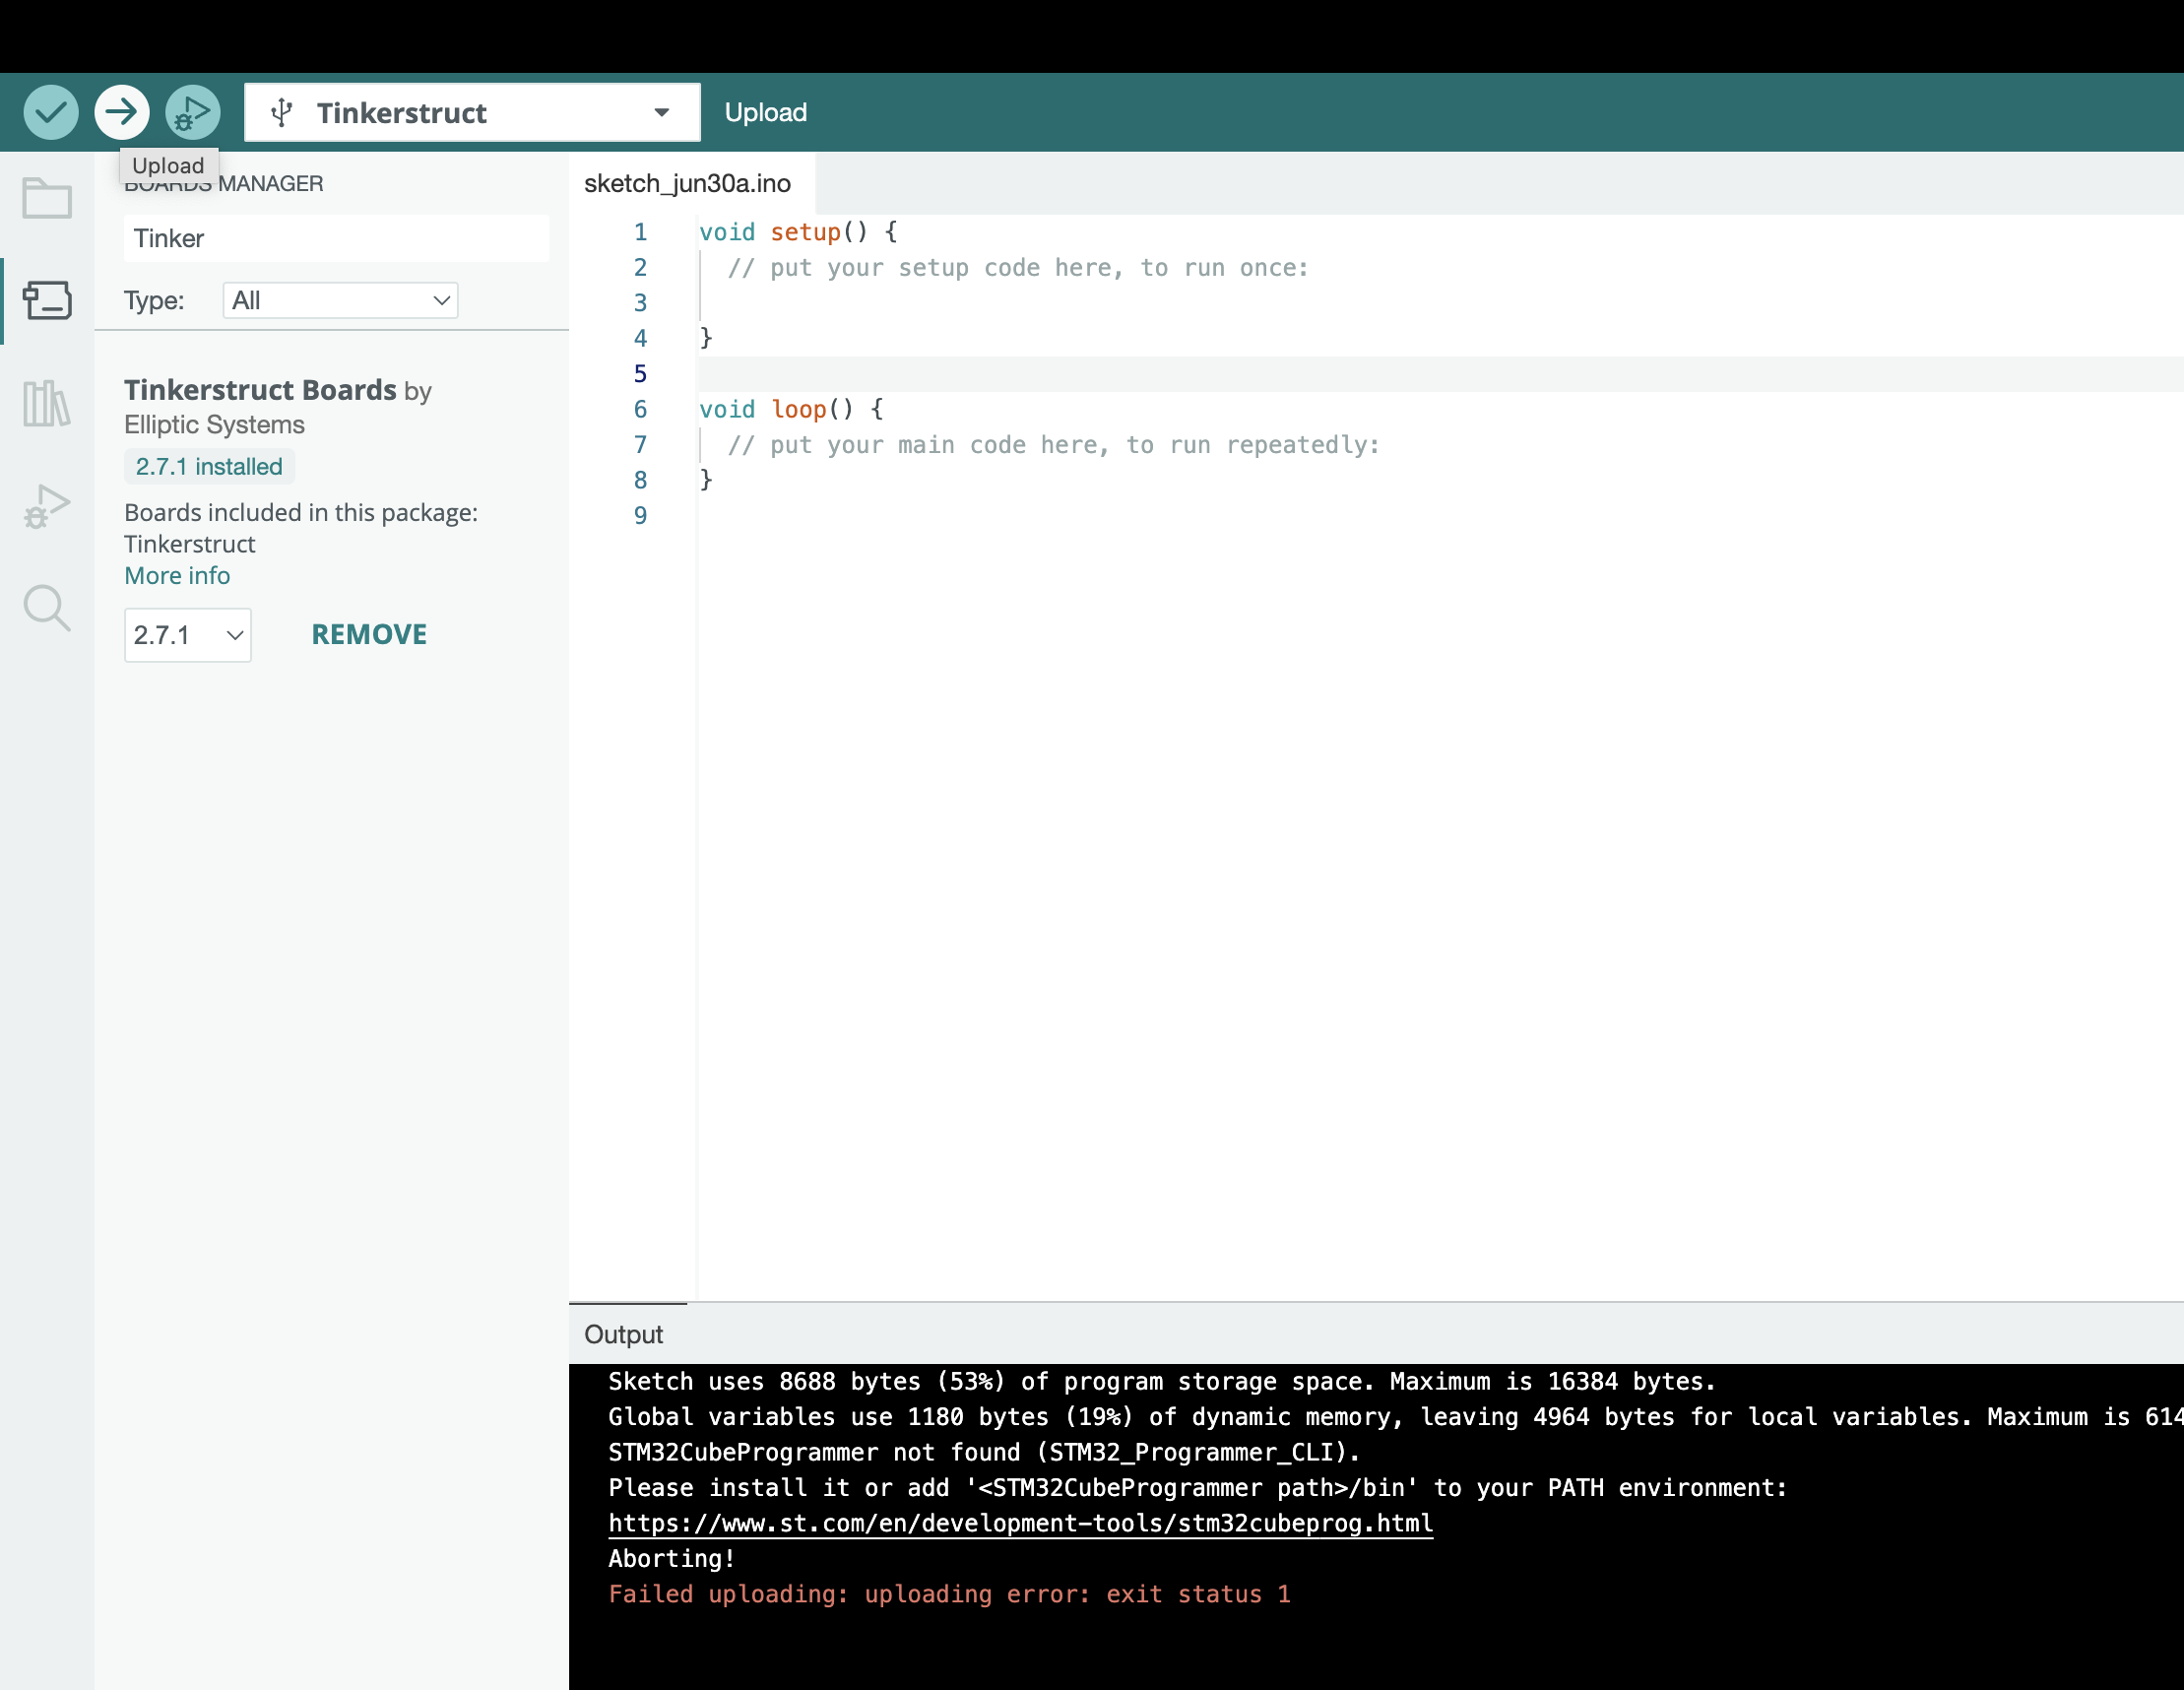 Tinkerstruct
Upload
Upload
BOARDS MANAGER
Tinker
Type: All
Tinkerstruct Boards by
Elliptic Systems
2.7.1 installed
Boards included in this package:
Tinkerstruct
More info
2.7.1 REMOVE
sketch_jun30a.ino
1 void setup() {
2 // put your setup code here, to run once:
3
4 }
5
6 void loop() {
7 // put your main code here, to run repeatedly:
8 }
9
Output
Sketch uses 8688 bytes (53%) of program storage space. Maximum is 16384 bytes.
Global variables use 1180 bytes (19%) of dynamic memory, leaving 4964 bytes for local variables. Maximum is 614
STM32CubeProgrammer not found (STM32_Programmer_CLI).
Please install it or add '<STM32CubeProgrammer path>/bin' to your PATH environment:
https://www.st.com/en/development-tools/stm32cubeprog.html
Aborting!
Failed uploading: uploading error: exit status 1